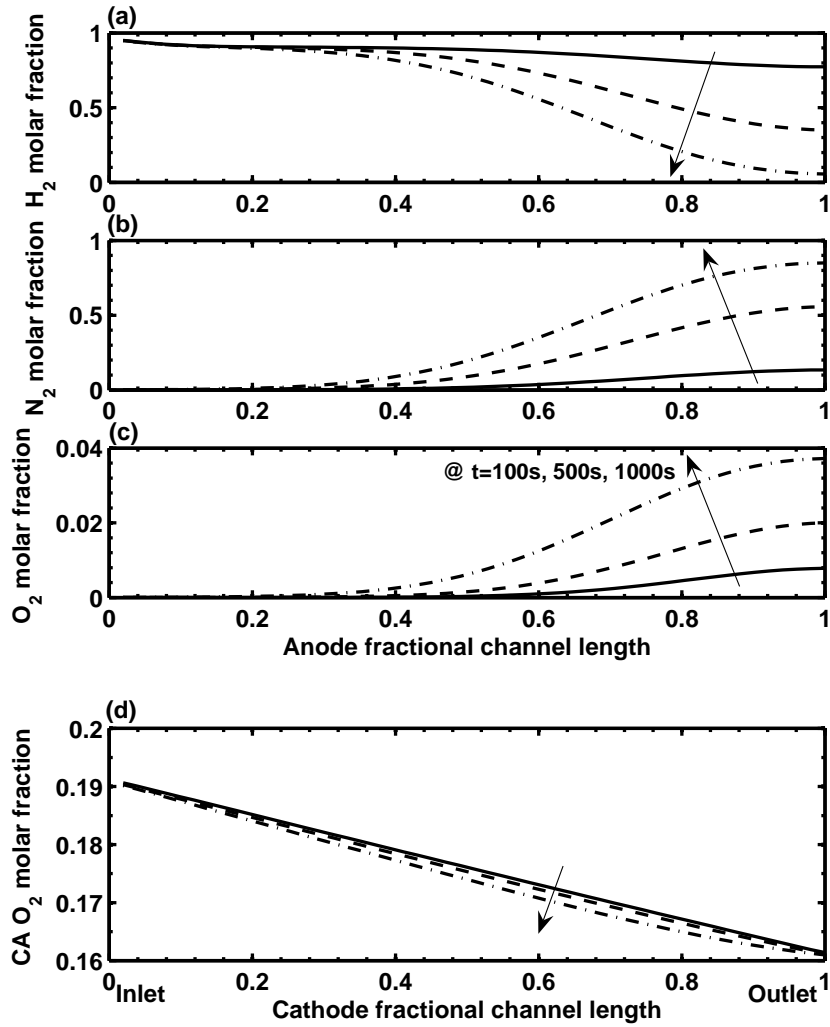 (a)
H2 molar fraction
1
0.5
0
0 0.2 0.4 0.6 0.8 1
(b)
N2 molar fraction
1
0.5
0
0 0.2 0.4 0.6 0.8 1
(c)
O2 molar fraction
0.04
0.02
0
@ t=100s, 500s, 1000s
0 0.2 0.4 0.6 0.8 1
Anode fractional channel length
(d)
CA O2 molar fraction
0.2
0.19
0.18
0.17
0.16
0 0.2 0.4 0.6 0.8 1
Inlet Outlet
Cathode fractional channel length